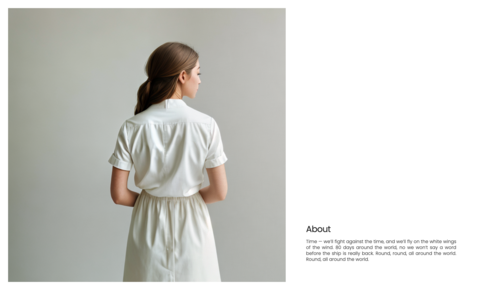 About
Time — we'll fight against the time, and we'll fly on the white wings
of the wind. 80 days around the world, no we won't say a word
before the ship is really back. Round, round, all around the world.
Round, all around the world.